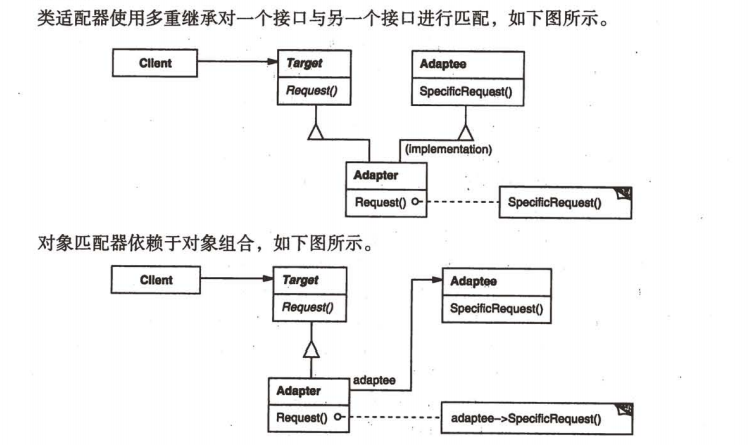 类适配器使用多重继承对一个接口与另一个接口进行匹配，如下图所示。
Client
Target
Request()
Adaptee
SpecificRequest()
(implementation)
Adapter
Request()
SpecificRequest()
对象匹配器依赖于对象组合，如下图所示。
Client
Target
Request()
Adaptee
SpecificRequest()
adaptee
Adapter
Request()
adaptee->SpecificRequest()